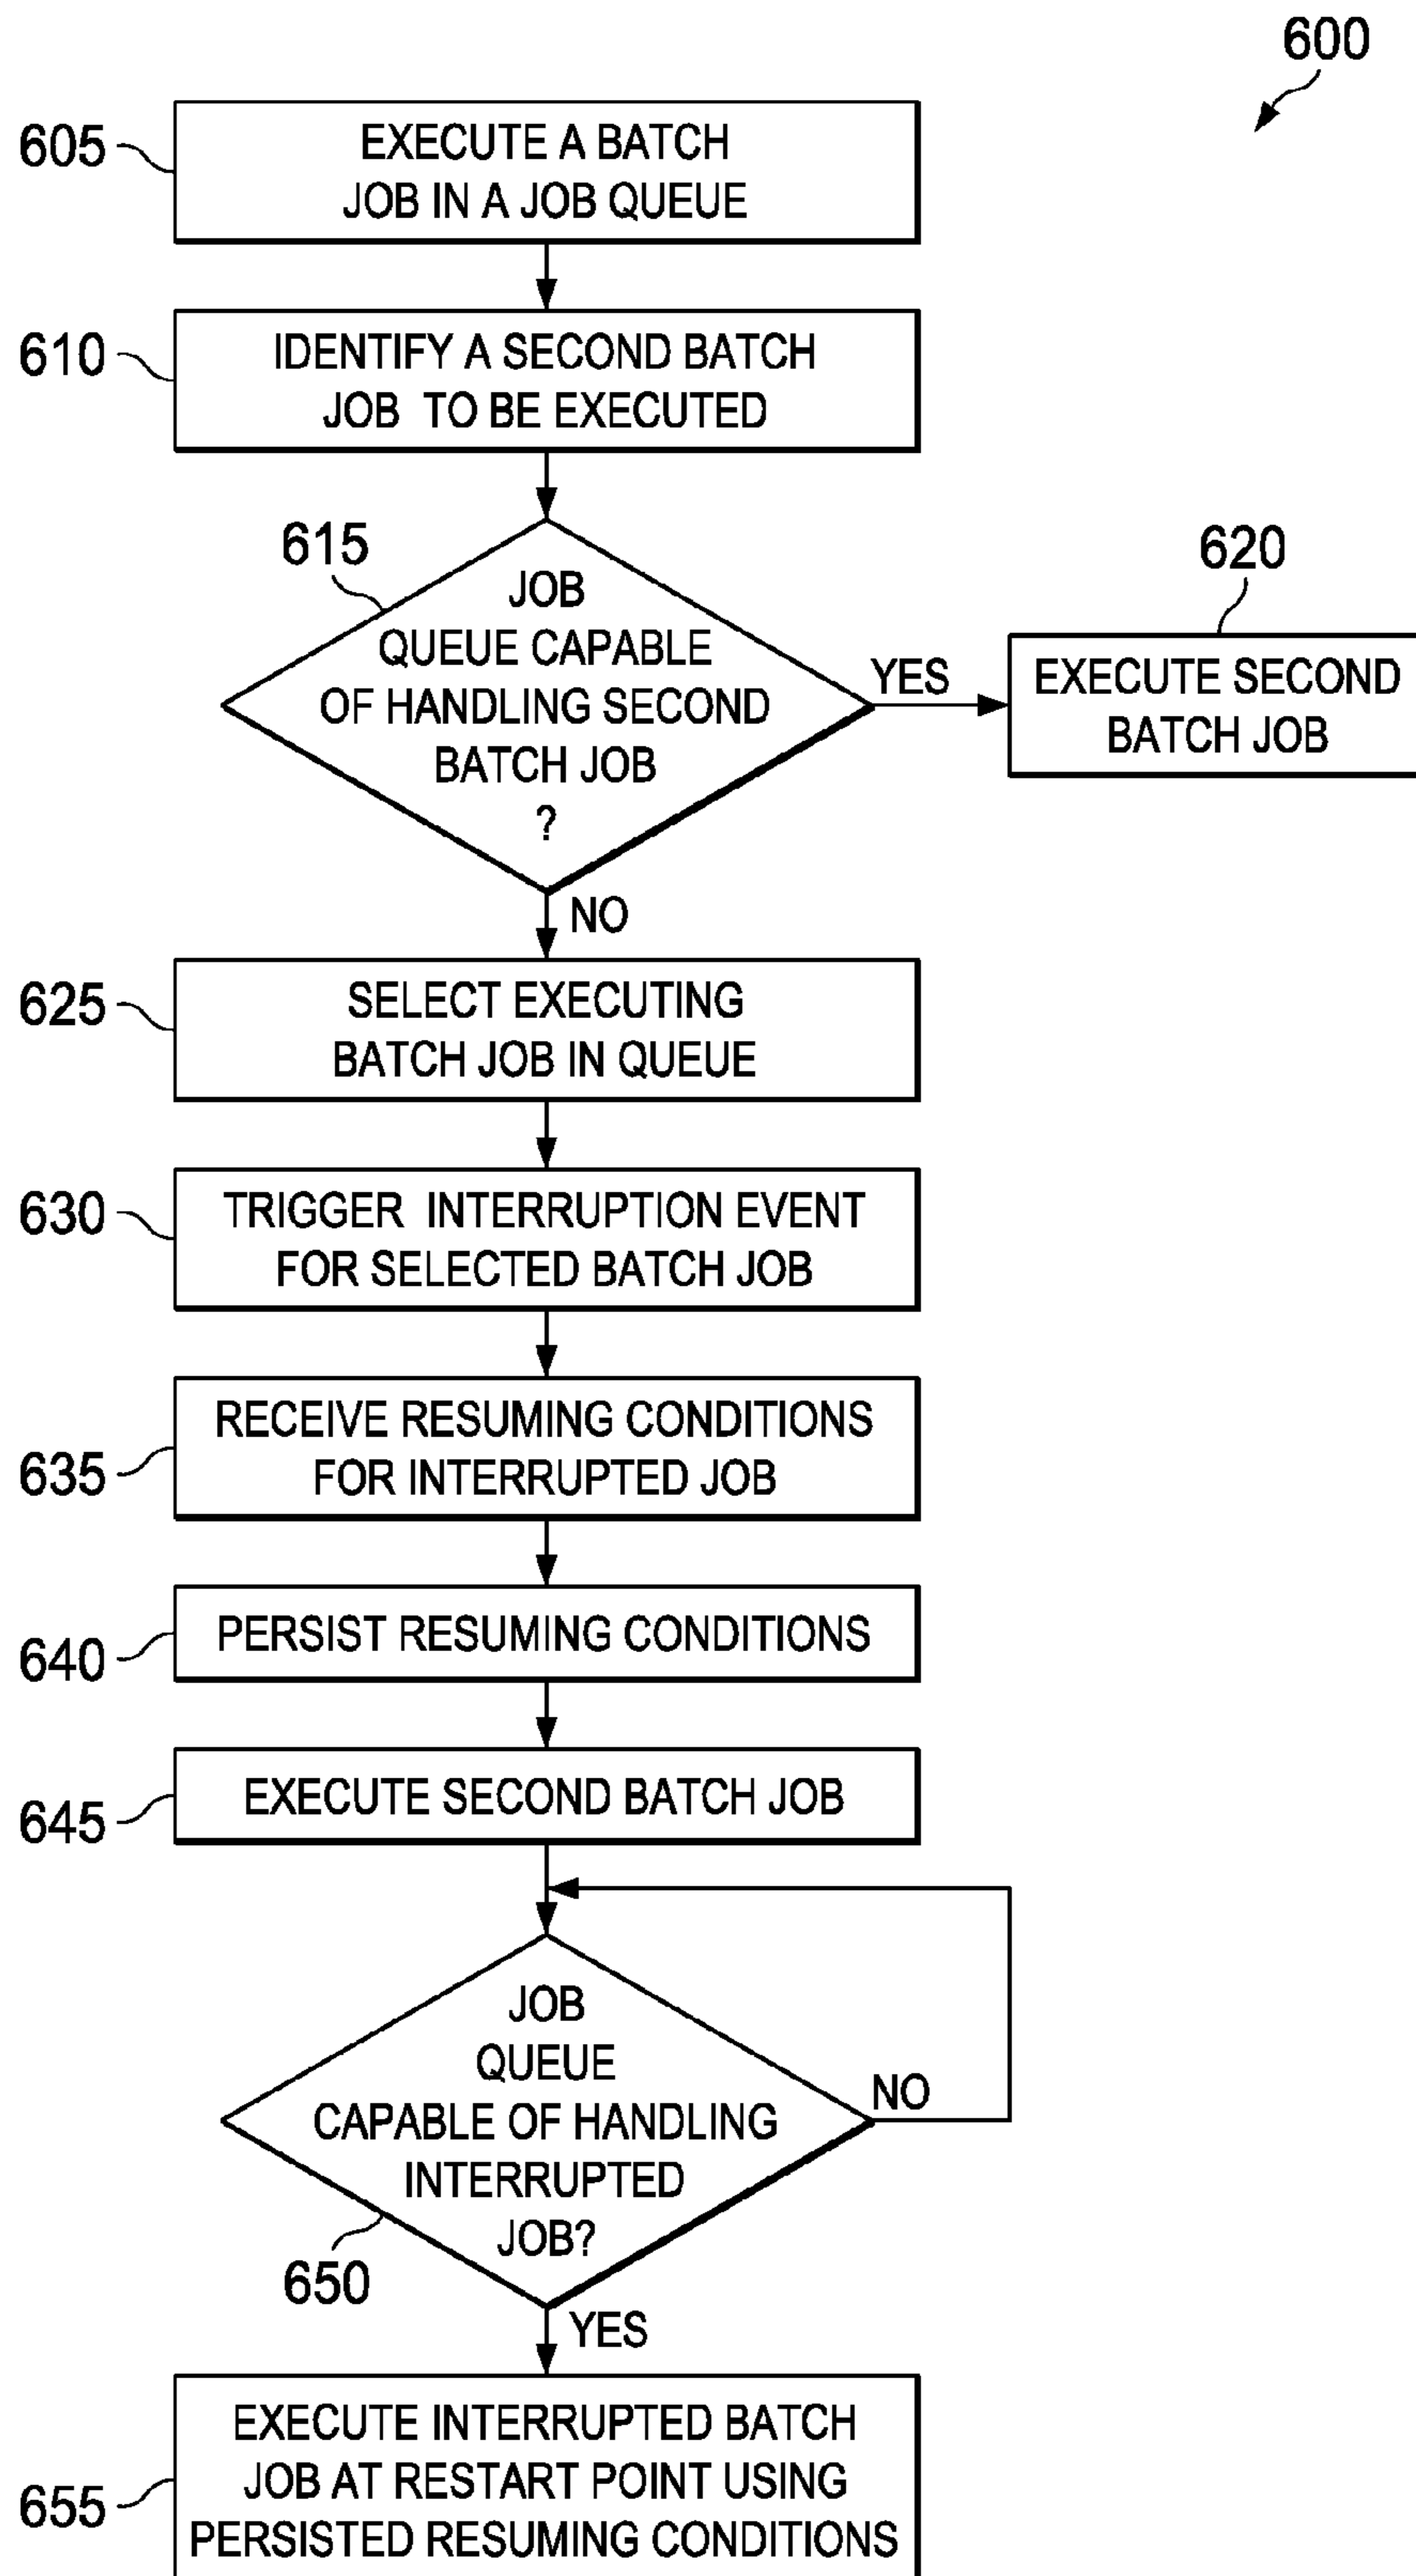 600
605
EXECUTE A BATCH
JOB IN A JOB QUEUE
610
IDENTIFY A SECOND BATCH
JOB TO BE EXECUTED
615
JOB
QUEUE CAPABLE
OF HANDLING SECOND
BATCH JOB
?
YES
620
EXECUTE SECOND
BATCH JOB
NO
625
SELECT EXECUTING
BATCH JOB IN QUEUE
630
TRIGGER INTERRUPTION EVENT
FOR SELECTED BATCH JOB
635
RECEIVE RESUMING CONDITIONS
FOR INTERRUPTED JOB
640
PERSIST RESUMING CONDITIONS
645
EXECUTE SECOND BATCH JOB
JOB
QUEUE
CAPABLE OF HANDLING
INTERRUPTED
JOB?
NO
650
YES
655
EXECUTE INTERRUPTED BATCH
JOB AT RESTART POINT USING
PERSISTED RESUMING CONDITIONS